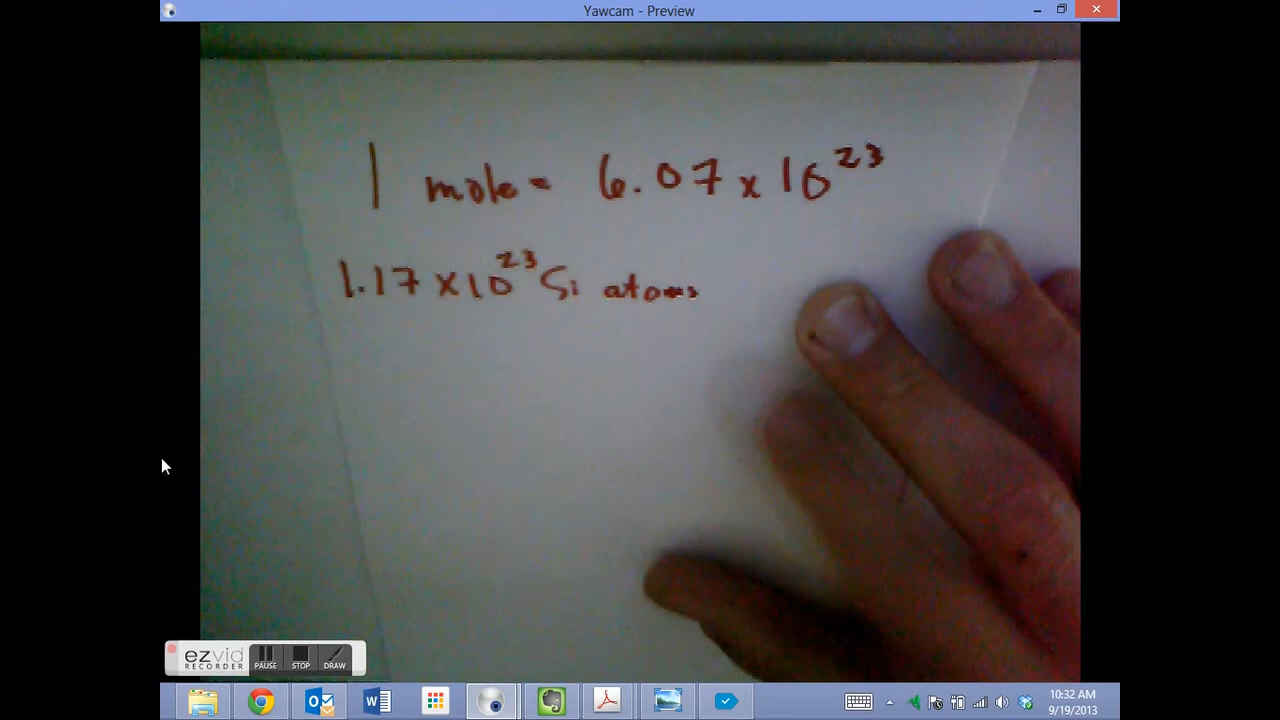 Yawcam - Preview
1 mole = 6.07 x 10²³
1.17 x 10²³ Si atoms
ezvid
RECORDER
PAUSE
STOP
DRAW
10:32 AM
9/19/2013